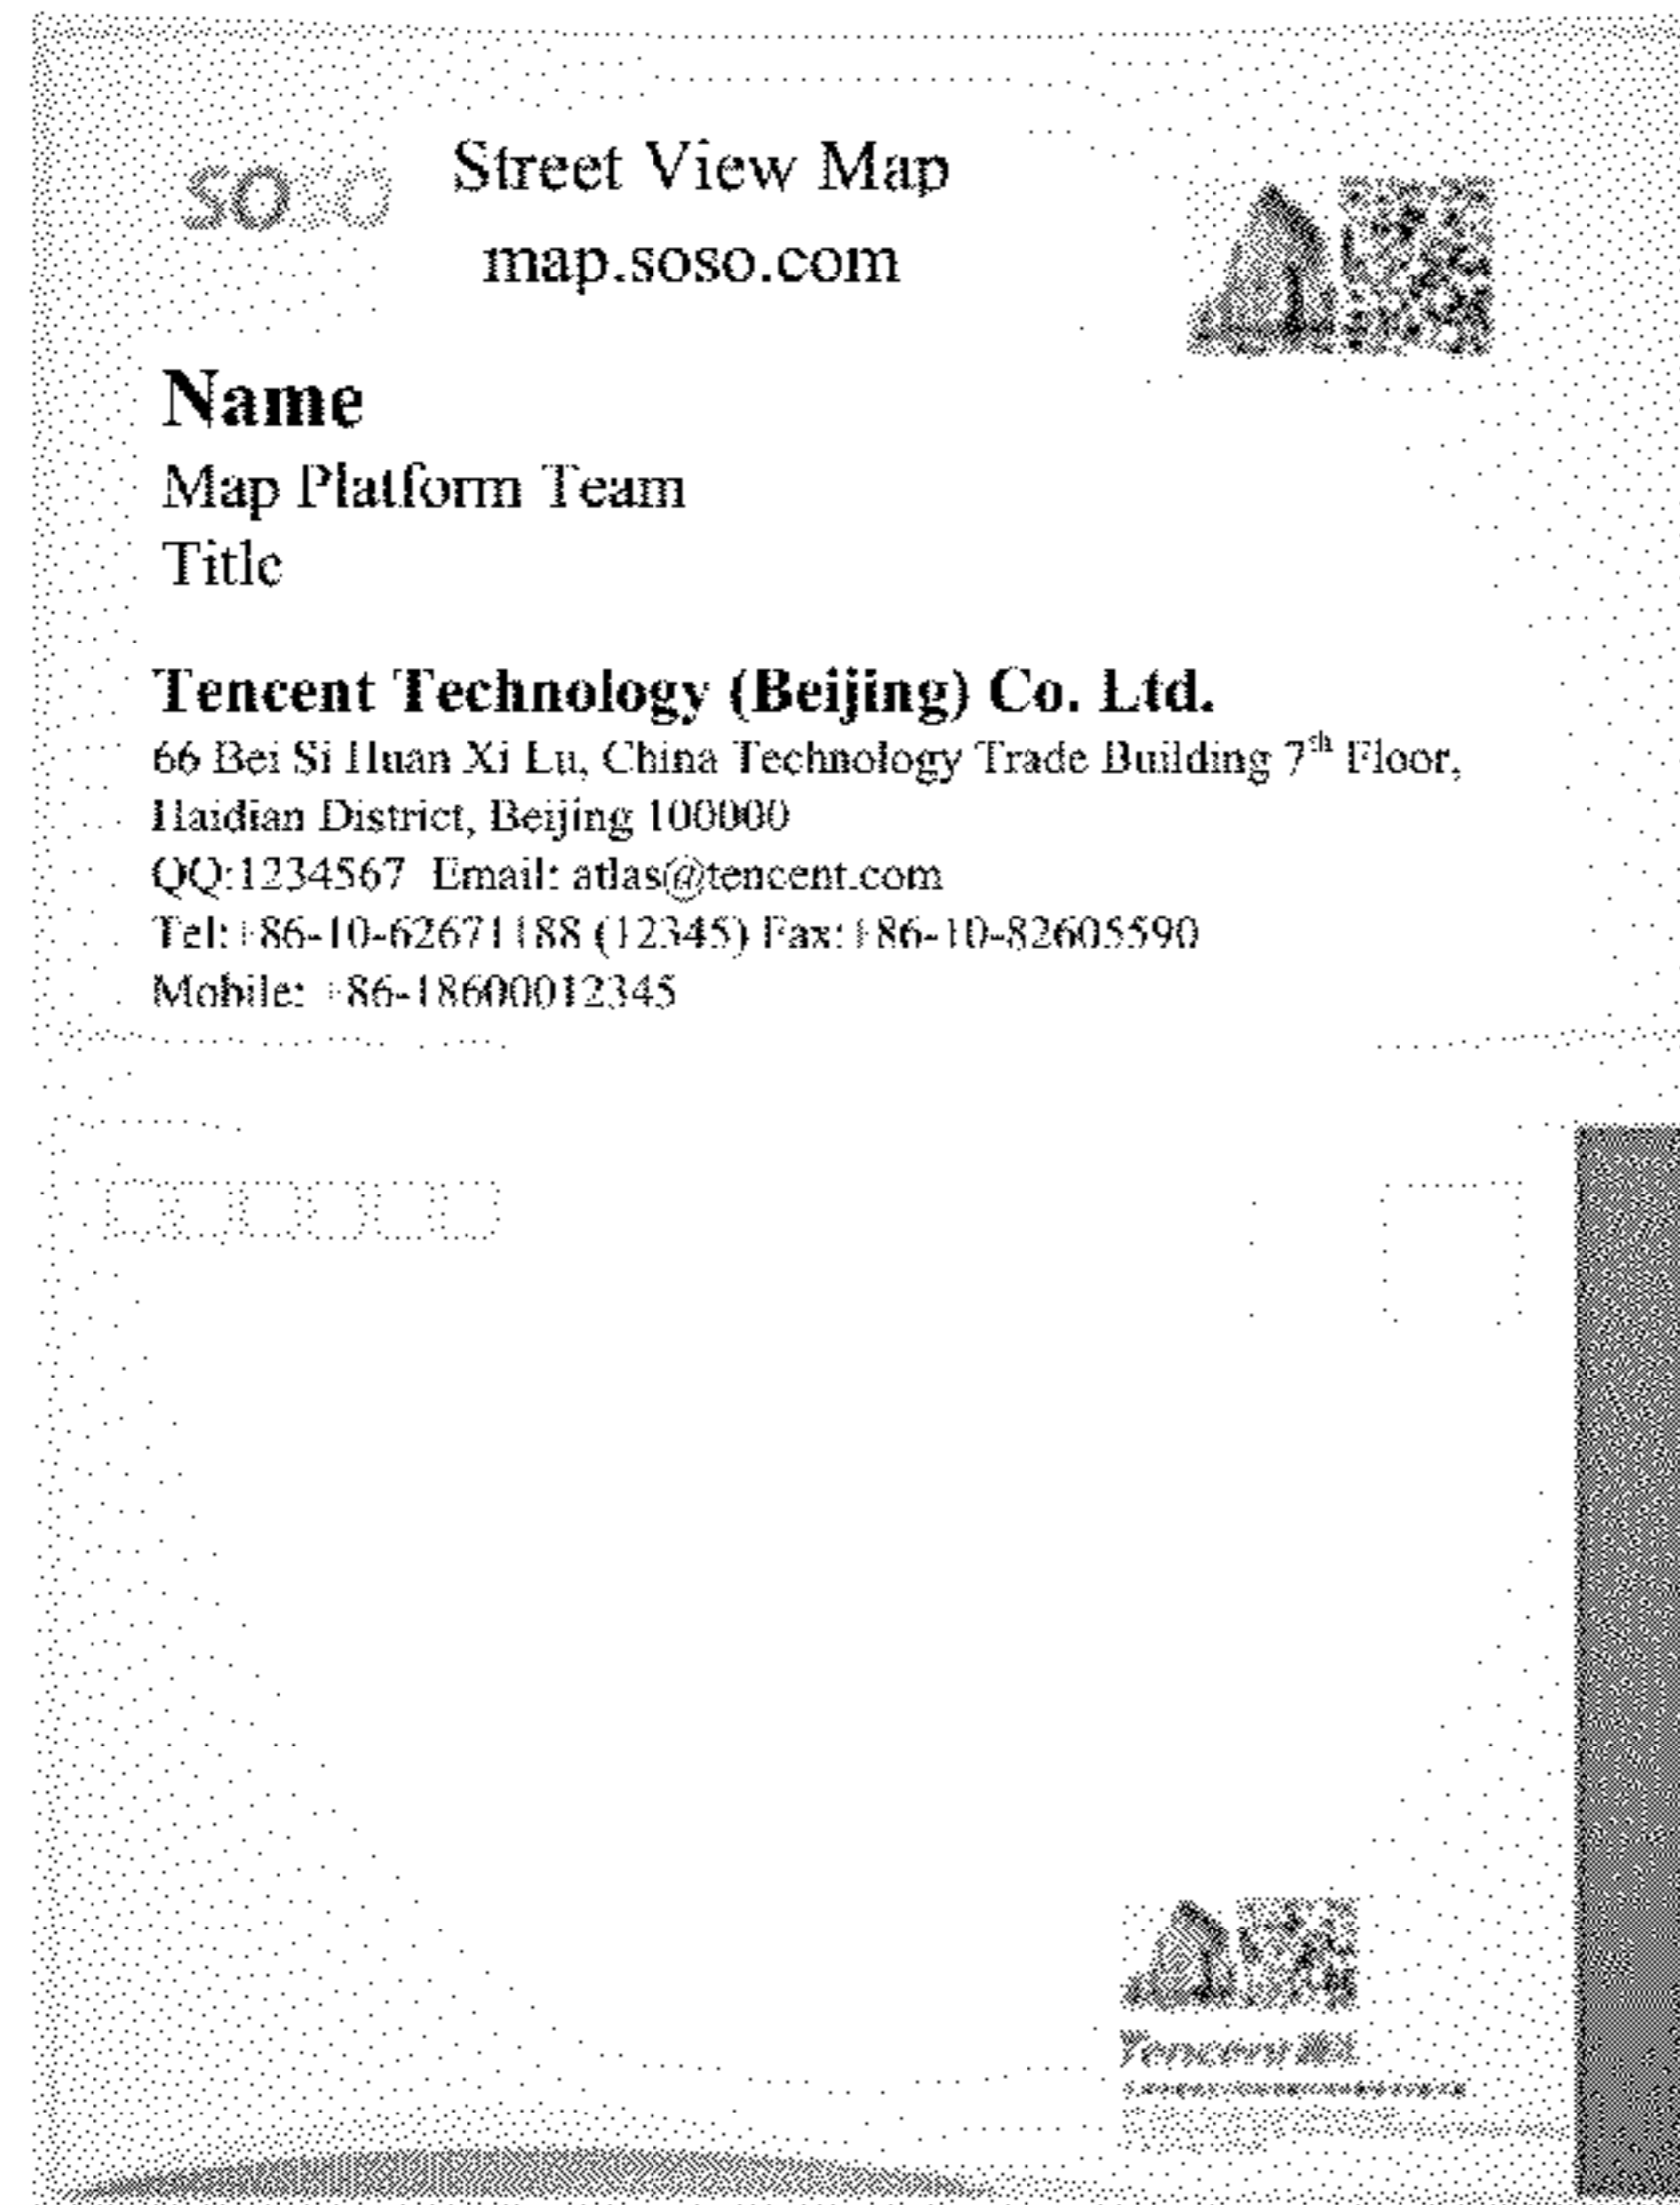 soso
Street View Map
map.soso.com
Name
Map Platform Team
Title
Tencent Technology (Beijing) Co. Ltd.
66 Bei Si Huan Xi Lu, China Technology Trade Building 7th Floor,
Haidian District, Beijing 100000
QQ:1234567 Email: atlas@tencent.com
Tel:+86-10-62671188 (12345) Fax:+86-10-82605590
Mobile: +86-18600012345
Tencent